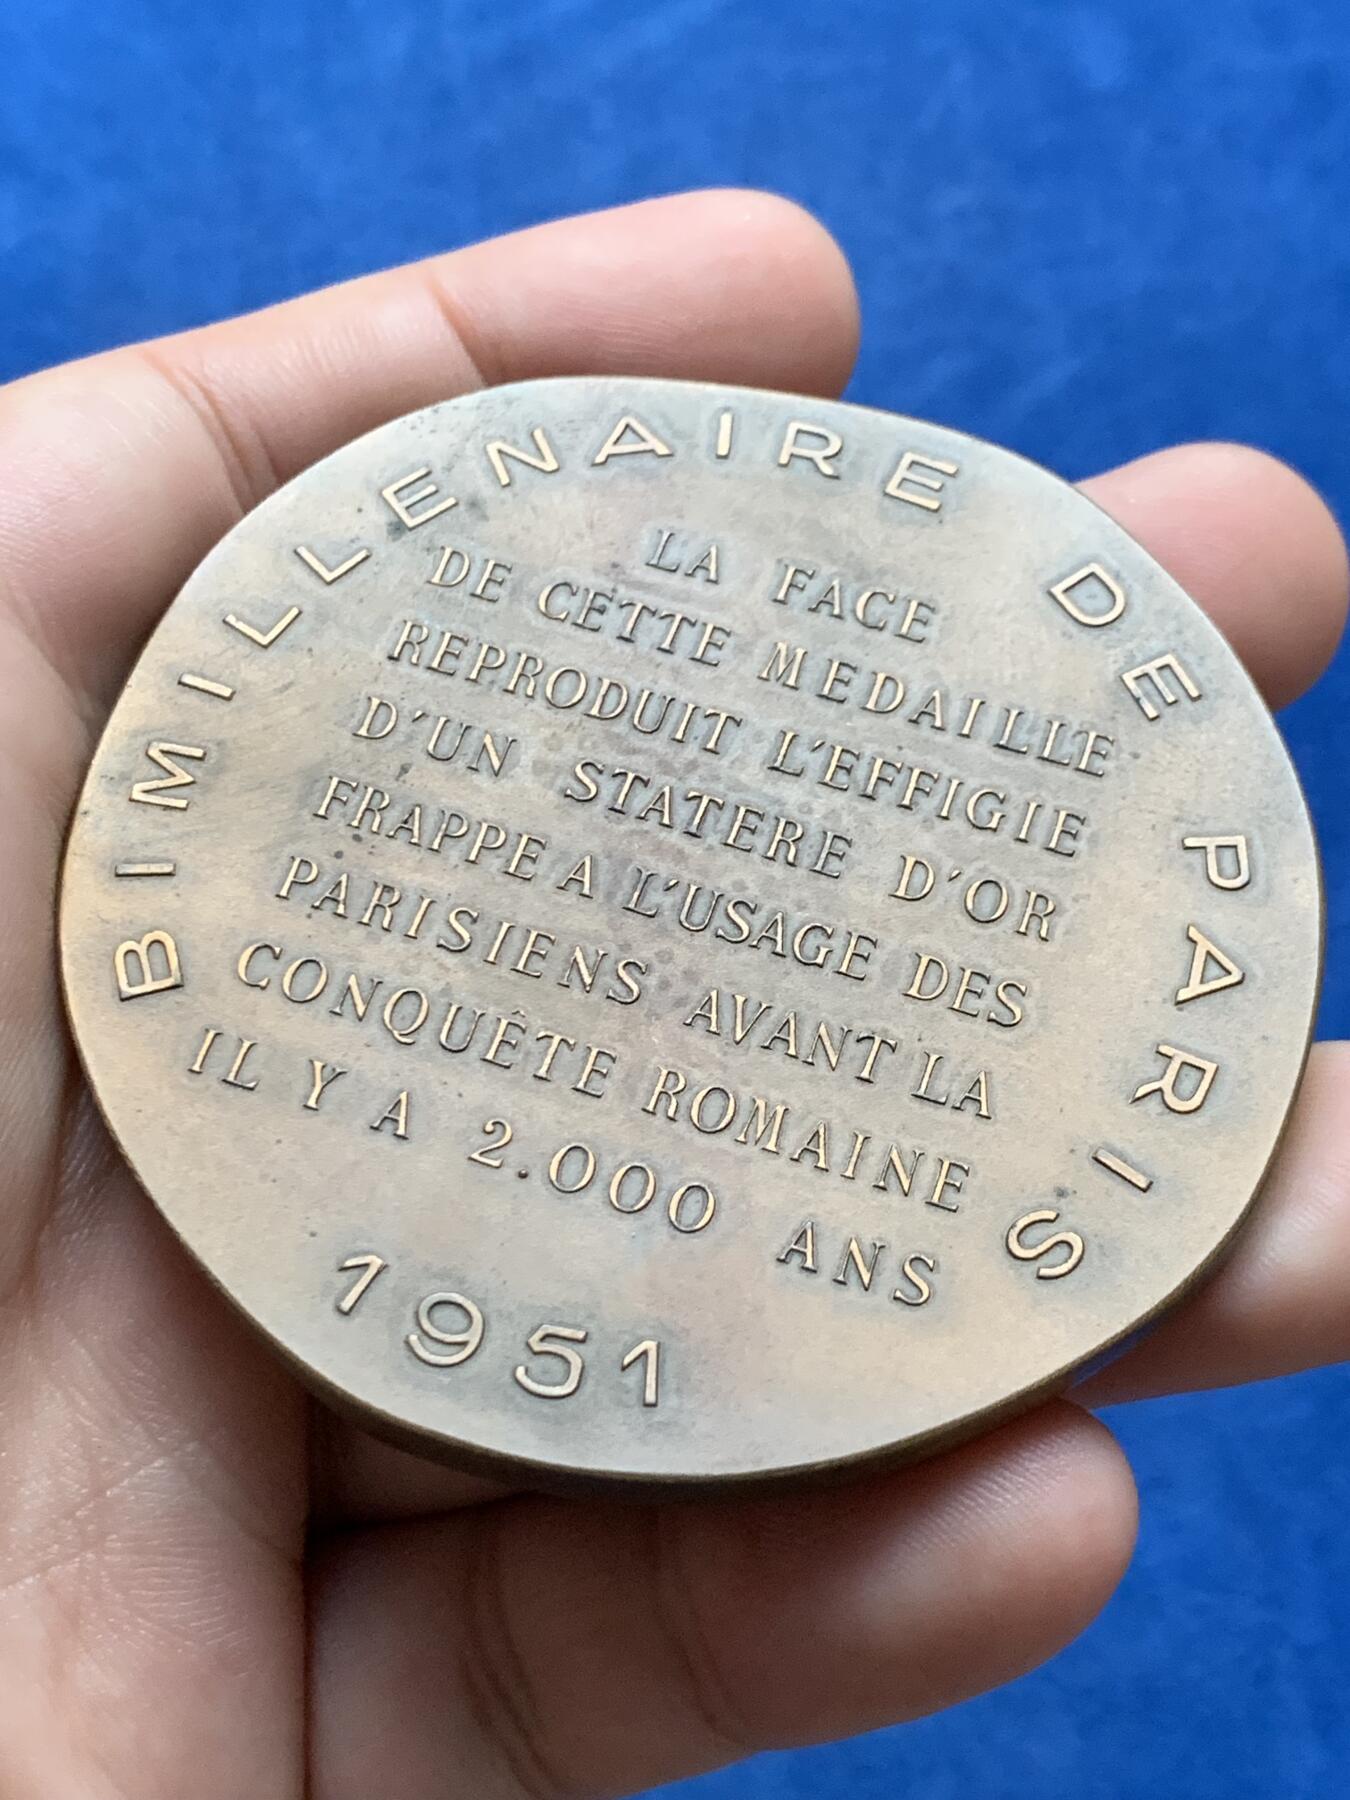 BIMILLENAIRE DE PARIS
LA FACE
DE CETTE MEDAILLE
REPRODUIT L'EFFIGIE
D'UN STATERE D'OR
FRAPPE A L'USAGE DES
PARISIENS AVANT LA
CONQUÊTE ROMAINE
IL Y A 2.000 ANS
1951